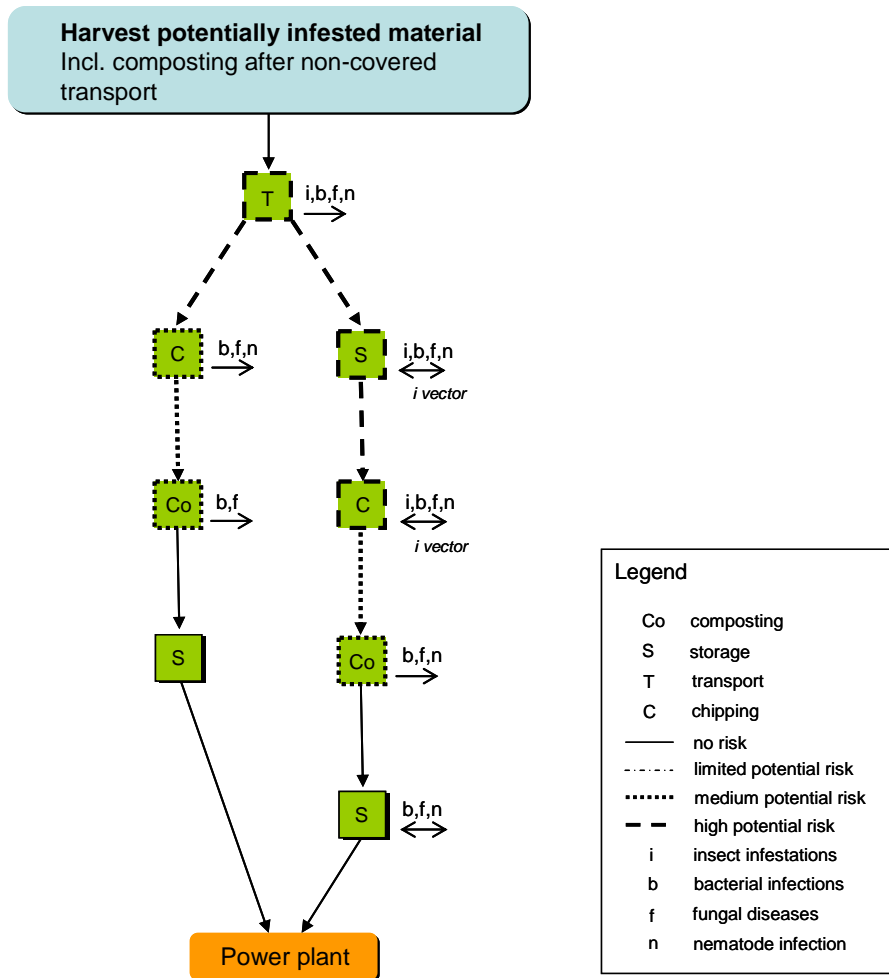 Harvest potentially infested material
Incl. composting after non-covered
transport
T
i,b,f,n
C
b,f,n
S
i,b,f,n
i vector
Co
b,f
C
i,b,f,n
i vector
S
Co
b,f,n
S
b,f,n
Power plant
Legend
Co composting
S storage
T transport
C chipping
no risk
limited potential risk
medium potential risk
high potential risk
i insect infestations
b bacterial infections
f fungal diseases
n nematode infection